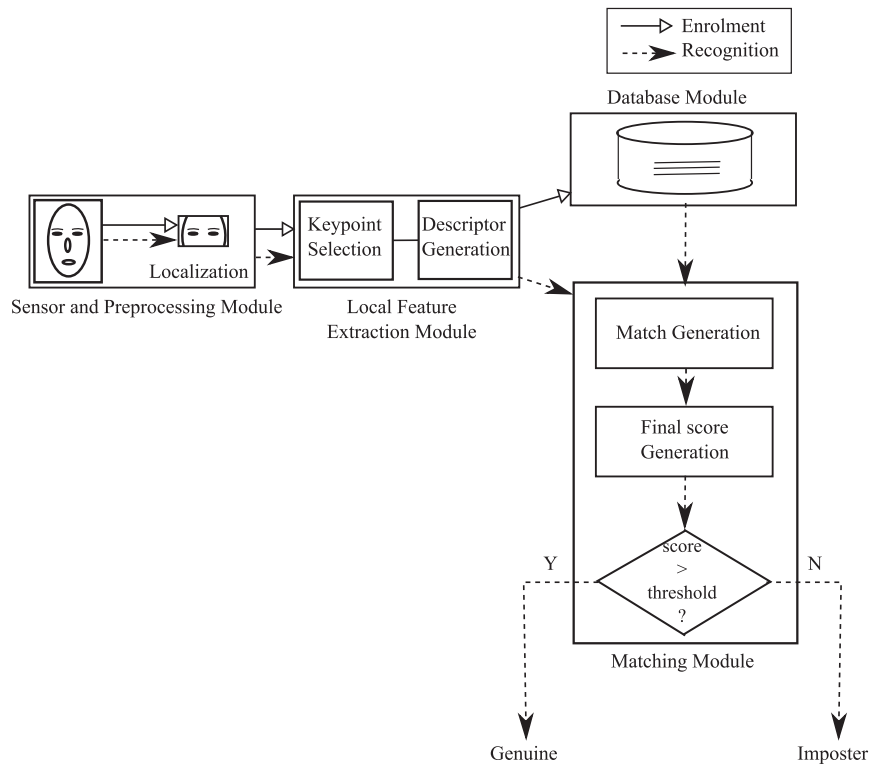 Enrolment
Recognition
Database Module
Keypoint
Selection
Descriptor
Generation
Localization
Sensor and Preprocessing Module
Local Feature
Extraction Module
Match Generation
Final score
Generation
score
>
threshold
?
Y
N
Matching Module
Genuine
Imposter